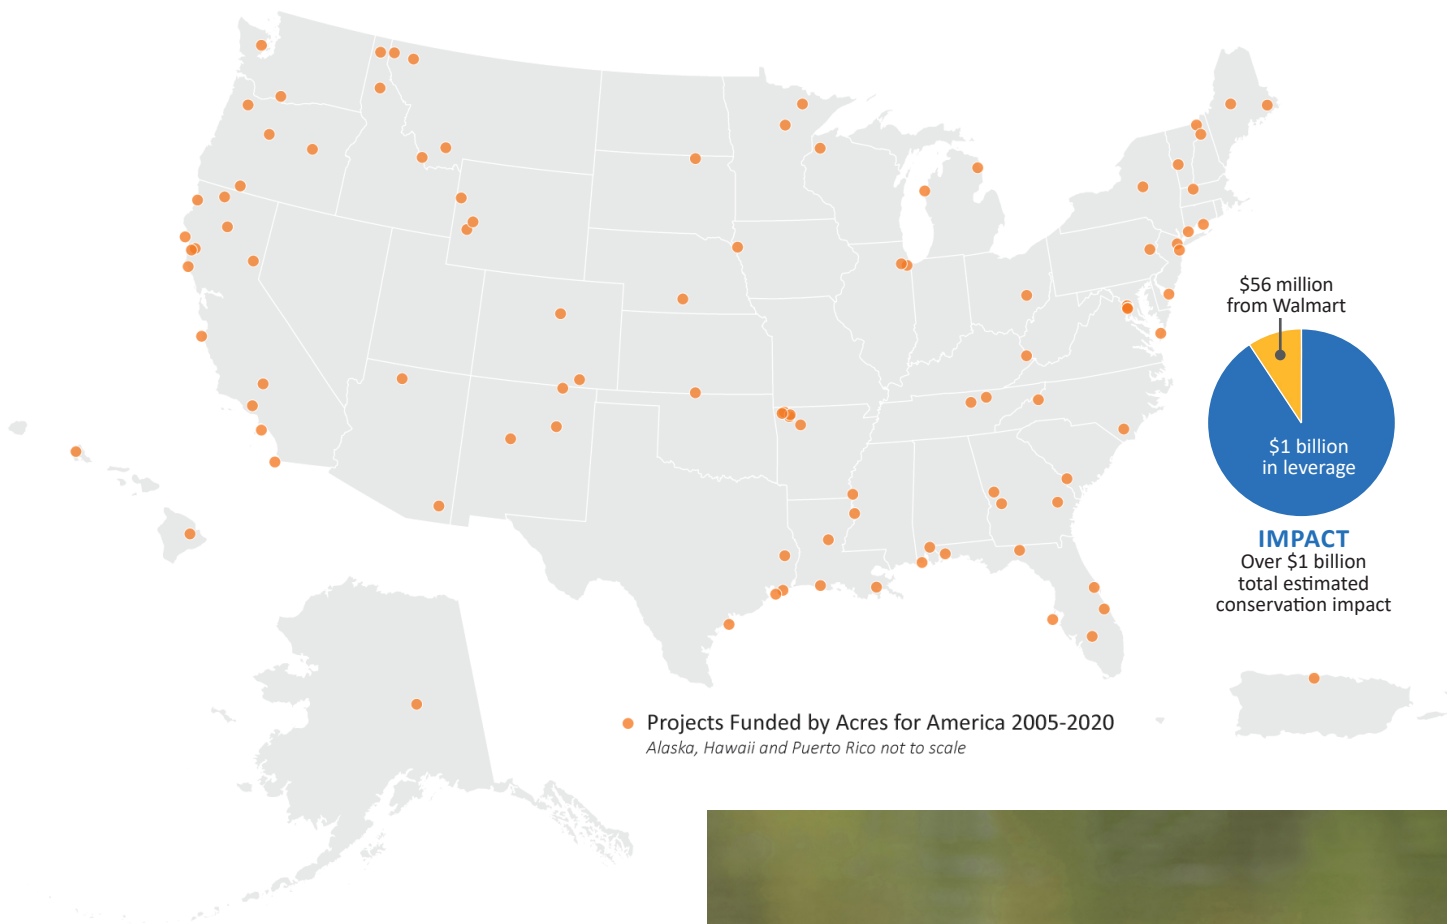 $56 million
from Walmart
$1 billion
in leverage
IMPACT
Over $1 billion
total estimated
conservation impact
Projects Funded by Acres for America 2005-2020
Alaska, Hawaii and Puerto Rico not to scale